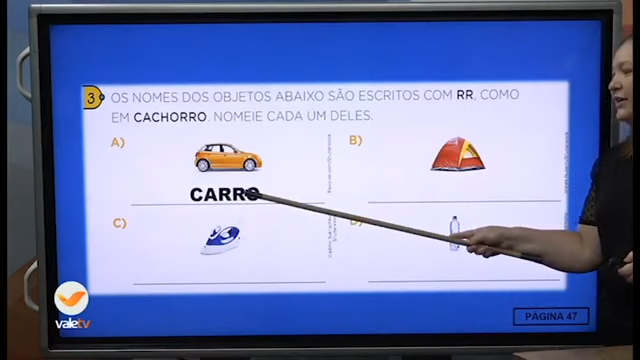 3 OS NOMES DOS OBJETOS ABAIXO SÃO ESCRITOS COM RR, COMO
EM CACHORRO. NOMEIE CADA UM DELES.
A)
B)
CARRO
C)
valetv
PÁGINA 47